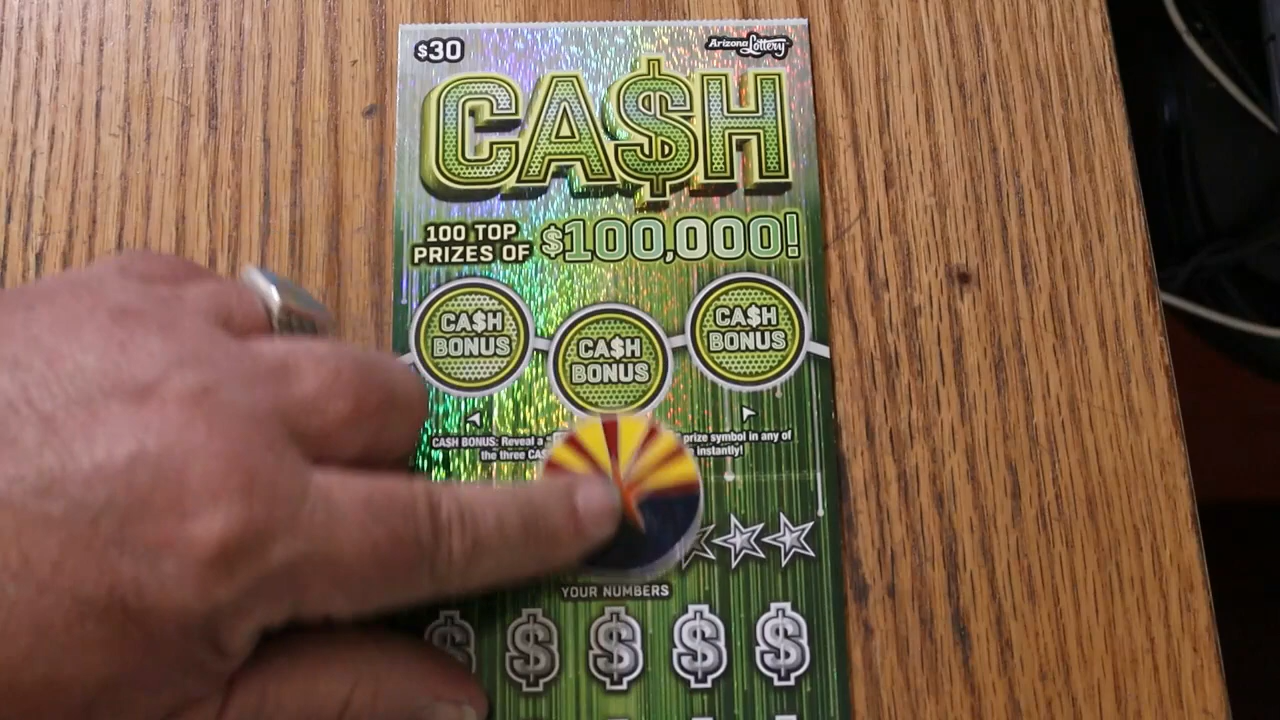 $30
Arizona Lottery
CA$H
100 TOP
PRIZES OF $100,000!
CA$H
BONUS
CA$H
BONUS
CA$H
BONUS
CA$H BONUS: Reveal a prize symbol in any of
the three instantly!
YOUR NUMBERS
$ $ $ $ $